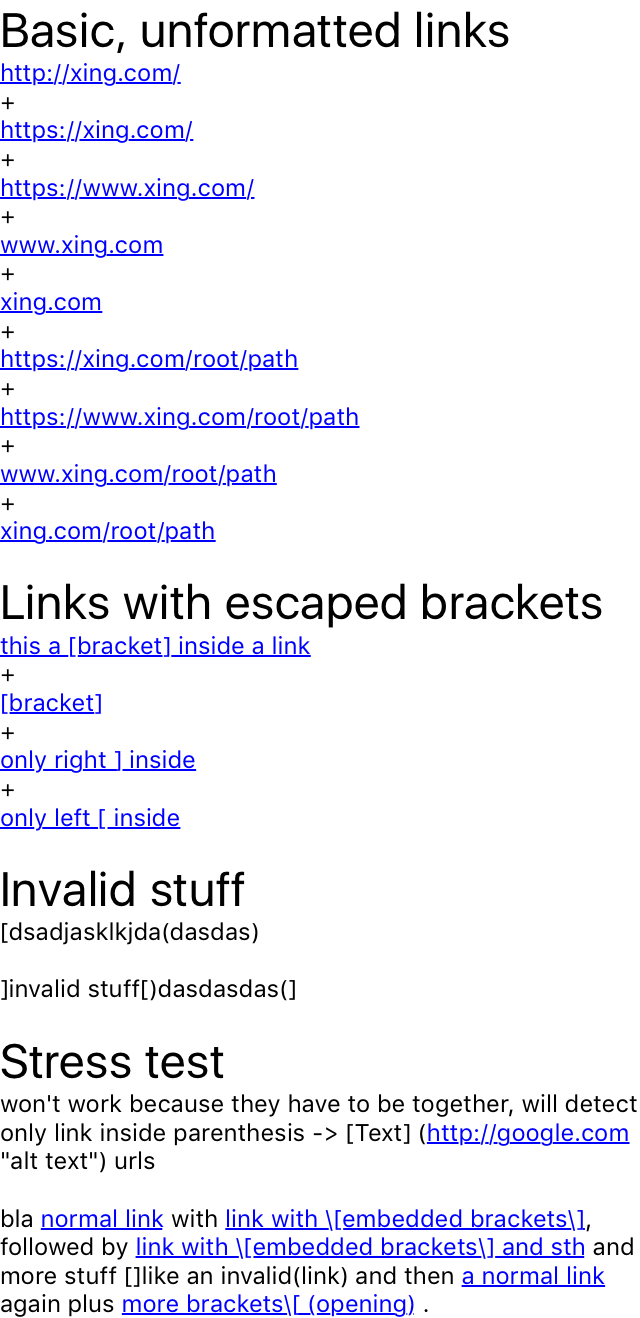 Basic, unformatted links
http://xing.com/
+
https://xing.com/
+
https://www.xing.com/
+
www.xing.com
+
xing.com
+
https://xing.com/root/path
+
https://www.xing.com/root/path
+
www.xing.com/root/path
+
xing.com/root/path
Links with escaped brackets
this a [bracket] inside a link
+
[bracket]
+
only right ] inside
+
only left [ inside
Invalid stuff
[dsadjasklkjda(dasdas)
]invalid stuff[)dasdasdas(]
Stress test
won't work because they have to be together, will detect
only link inside parenthesis -> [Text] (http://google.com
"alt text") urls
bla normal link with link with \[embedded brackets\],
followed by link with \[embedded brackets\] and sth and
more stuff []like an invalid(link) and then a normal link
again plus more brackets\[ (opening) .